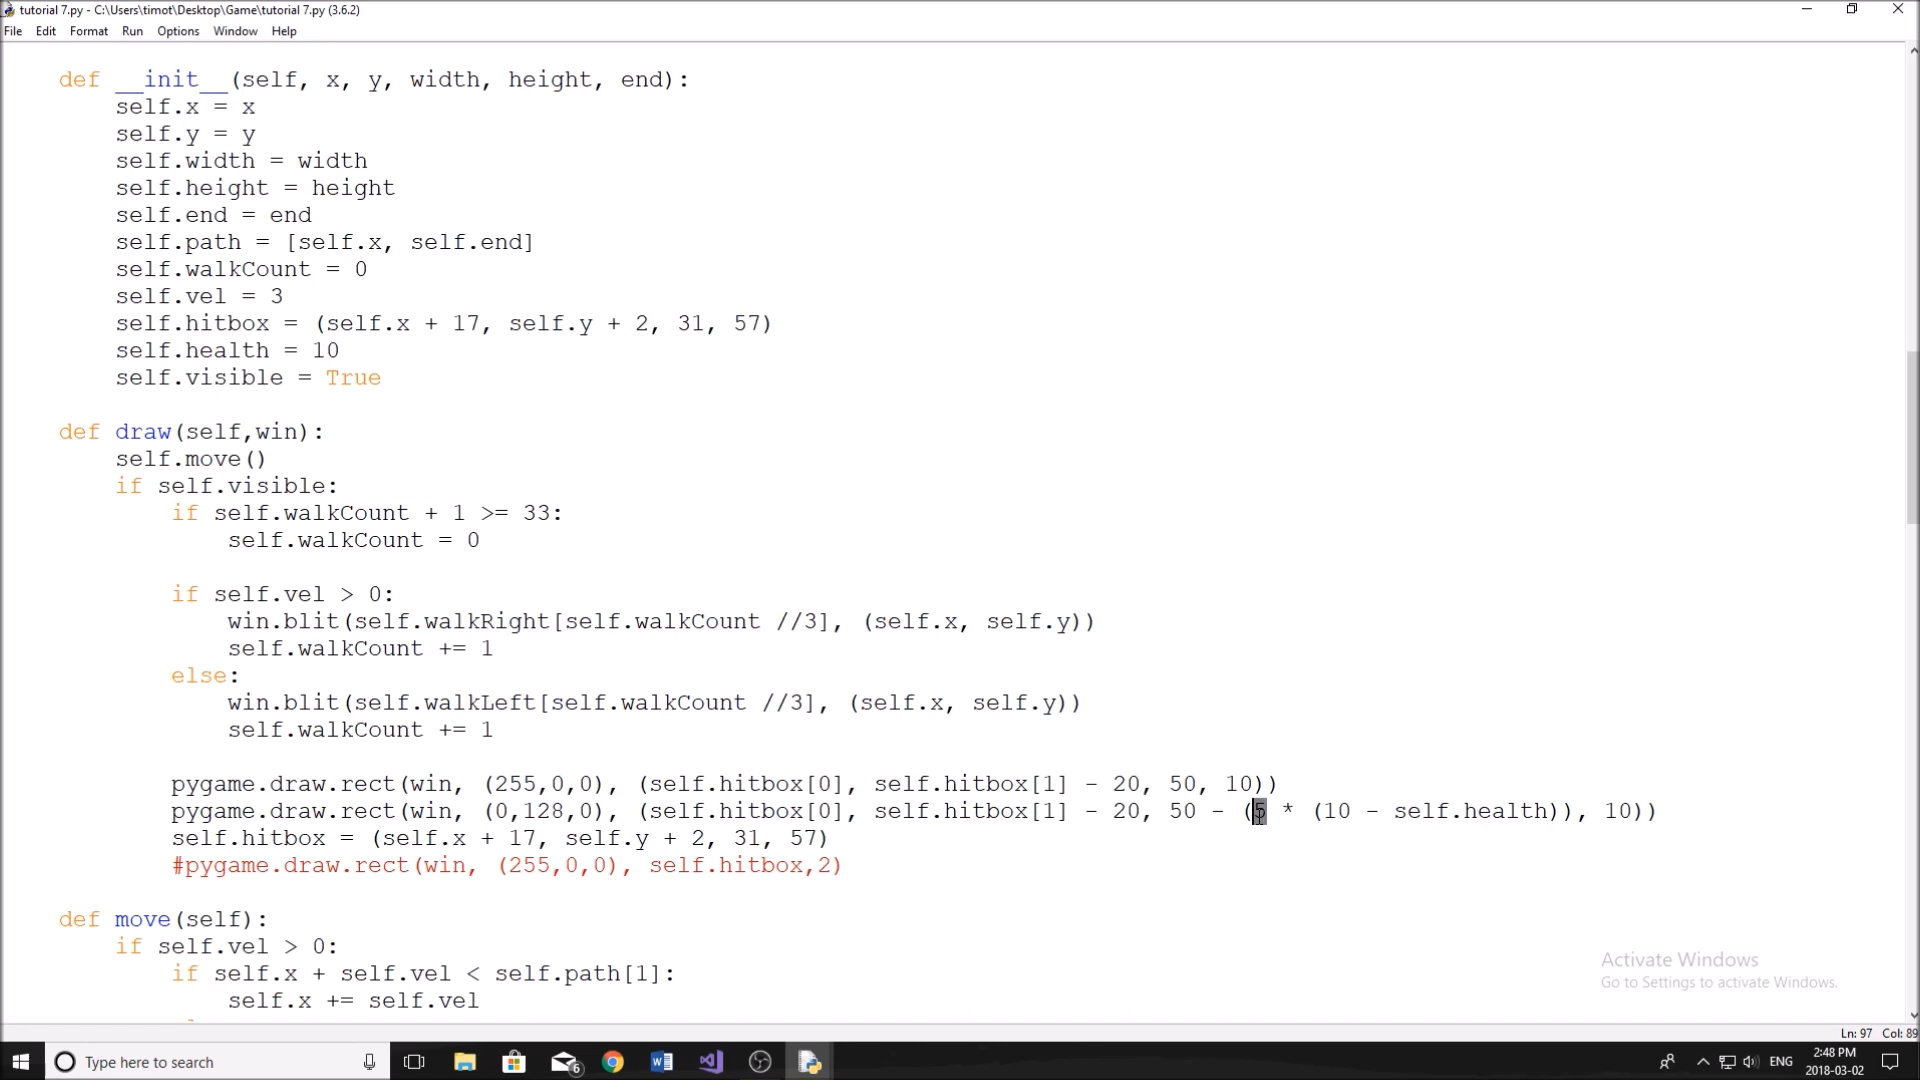 tutorial 7.py - C:\Users\timot\Desktop\Game\tutorial 7.py (3.6.2)
File Edit Format Run Options Window Help
def __init__(self, x, y, width, height, end):
self.x = x
self.y = y
self.width = width
self.height = height
self.end = end
self.path = [self.x, self.end]
self.walkCount = 0
self.vel = 3
self.hitbox = (self.x + 17, self.y + 2, 31, 57)
self.health = 10
self.visible = True
def draw(self,win):
self.move()
if self.visible:
if self.walkCount + 1 >= 33:
self.walkCount = 0
if self.vel > 0:
win.blit(self.walkRight[self.walkCount //3], (self.x, self.y))
self.walkCount += 1
else:
win.blit(self.walkLeft[self.walkCount //3], (self.x, self.y))
self.walkCount += 1
pygame.draw.rect(win, (255,0,0), (self.hitbox[0], self.hitbox[1] - 20, 50, 10))
pygame.draw.rect(win, (0,128,0), (self.hitbox[0], self.hitbox[1] - 20, 50 - (5 * (10 - self.health)), 10))
self.hitbox = (self.x + 17, self.y + 2, 31, 57)
#pygame.draw.rect(win, (255,0,0), self.hitbox,2)
def move(self):
if self.vel > 0:
if self.x + self.vel < self.path[1]:
self.x += self.vel
Activate Windows
Go to Settings to activate Windows.
Ln: 97 Col: 89
Type here to search
6
ENG
2:48 PM
2018-03-02